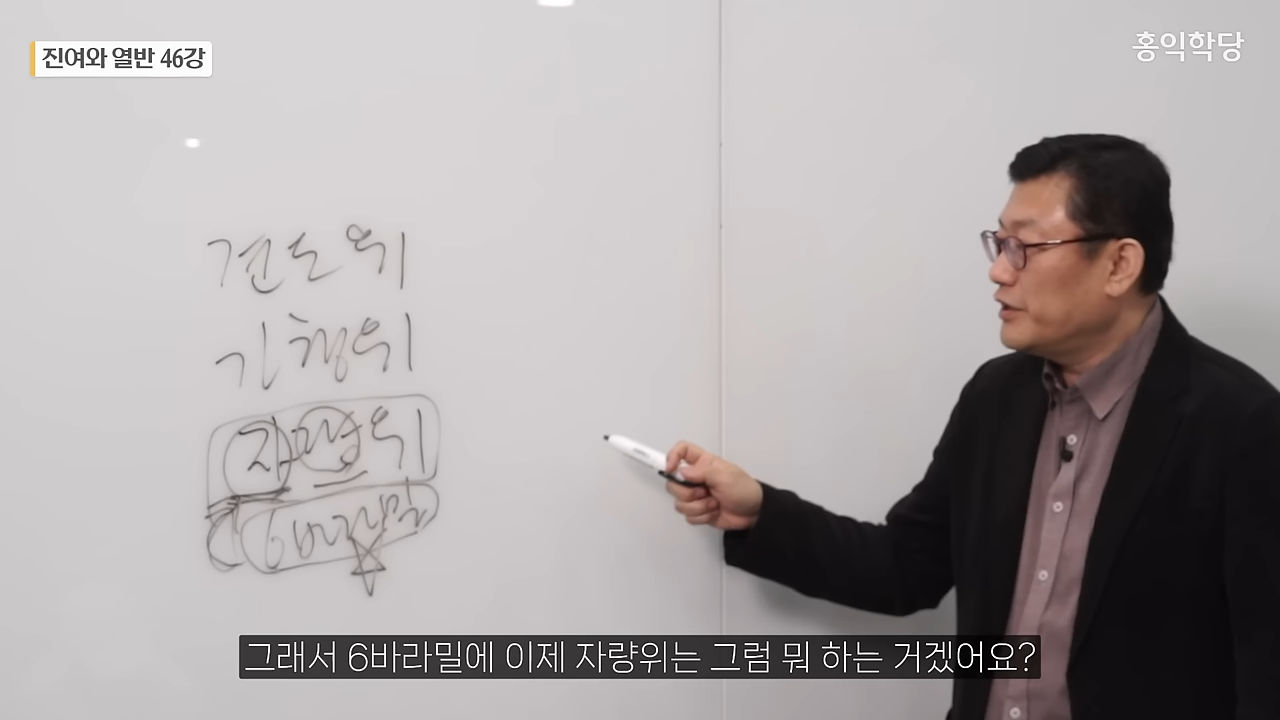 진여와 열반 46강
홍익학당
견도위
가행위
자량위
6바라밀
그래서 6바라밀에 이제 자량위는 그럼 뭐 하는 거겠어요?